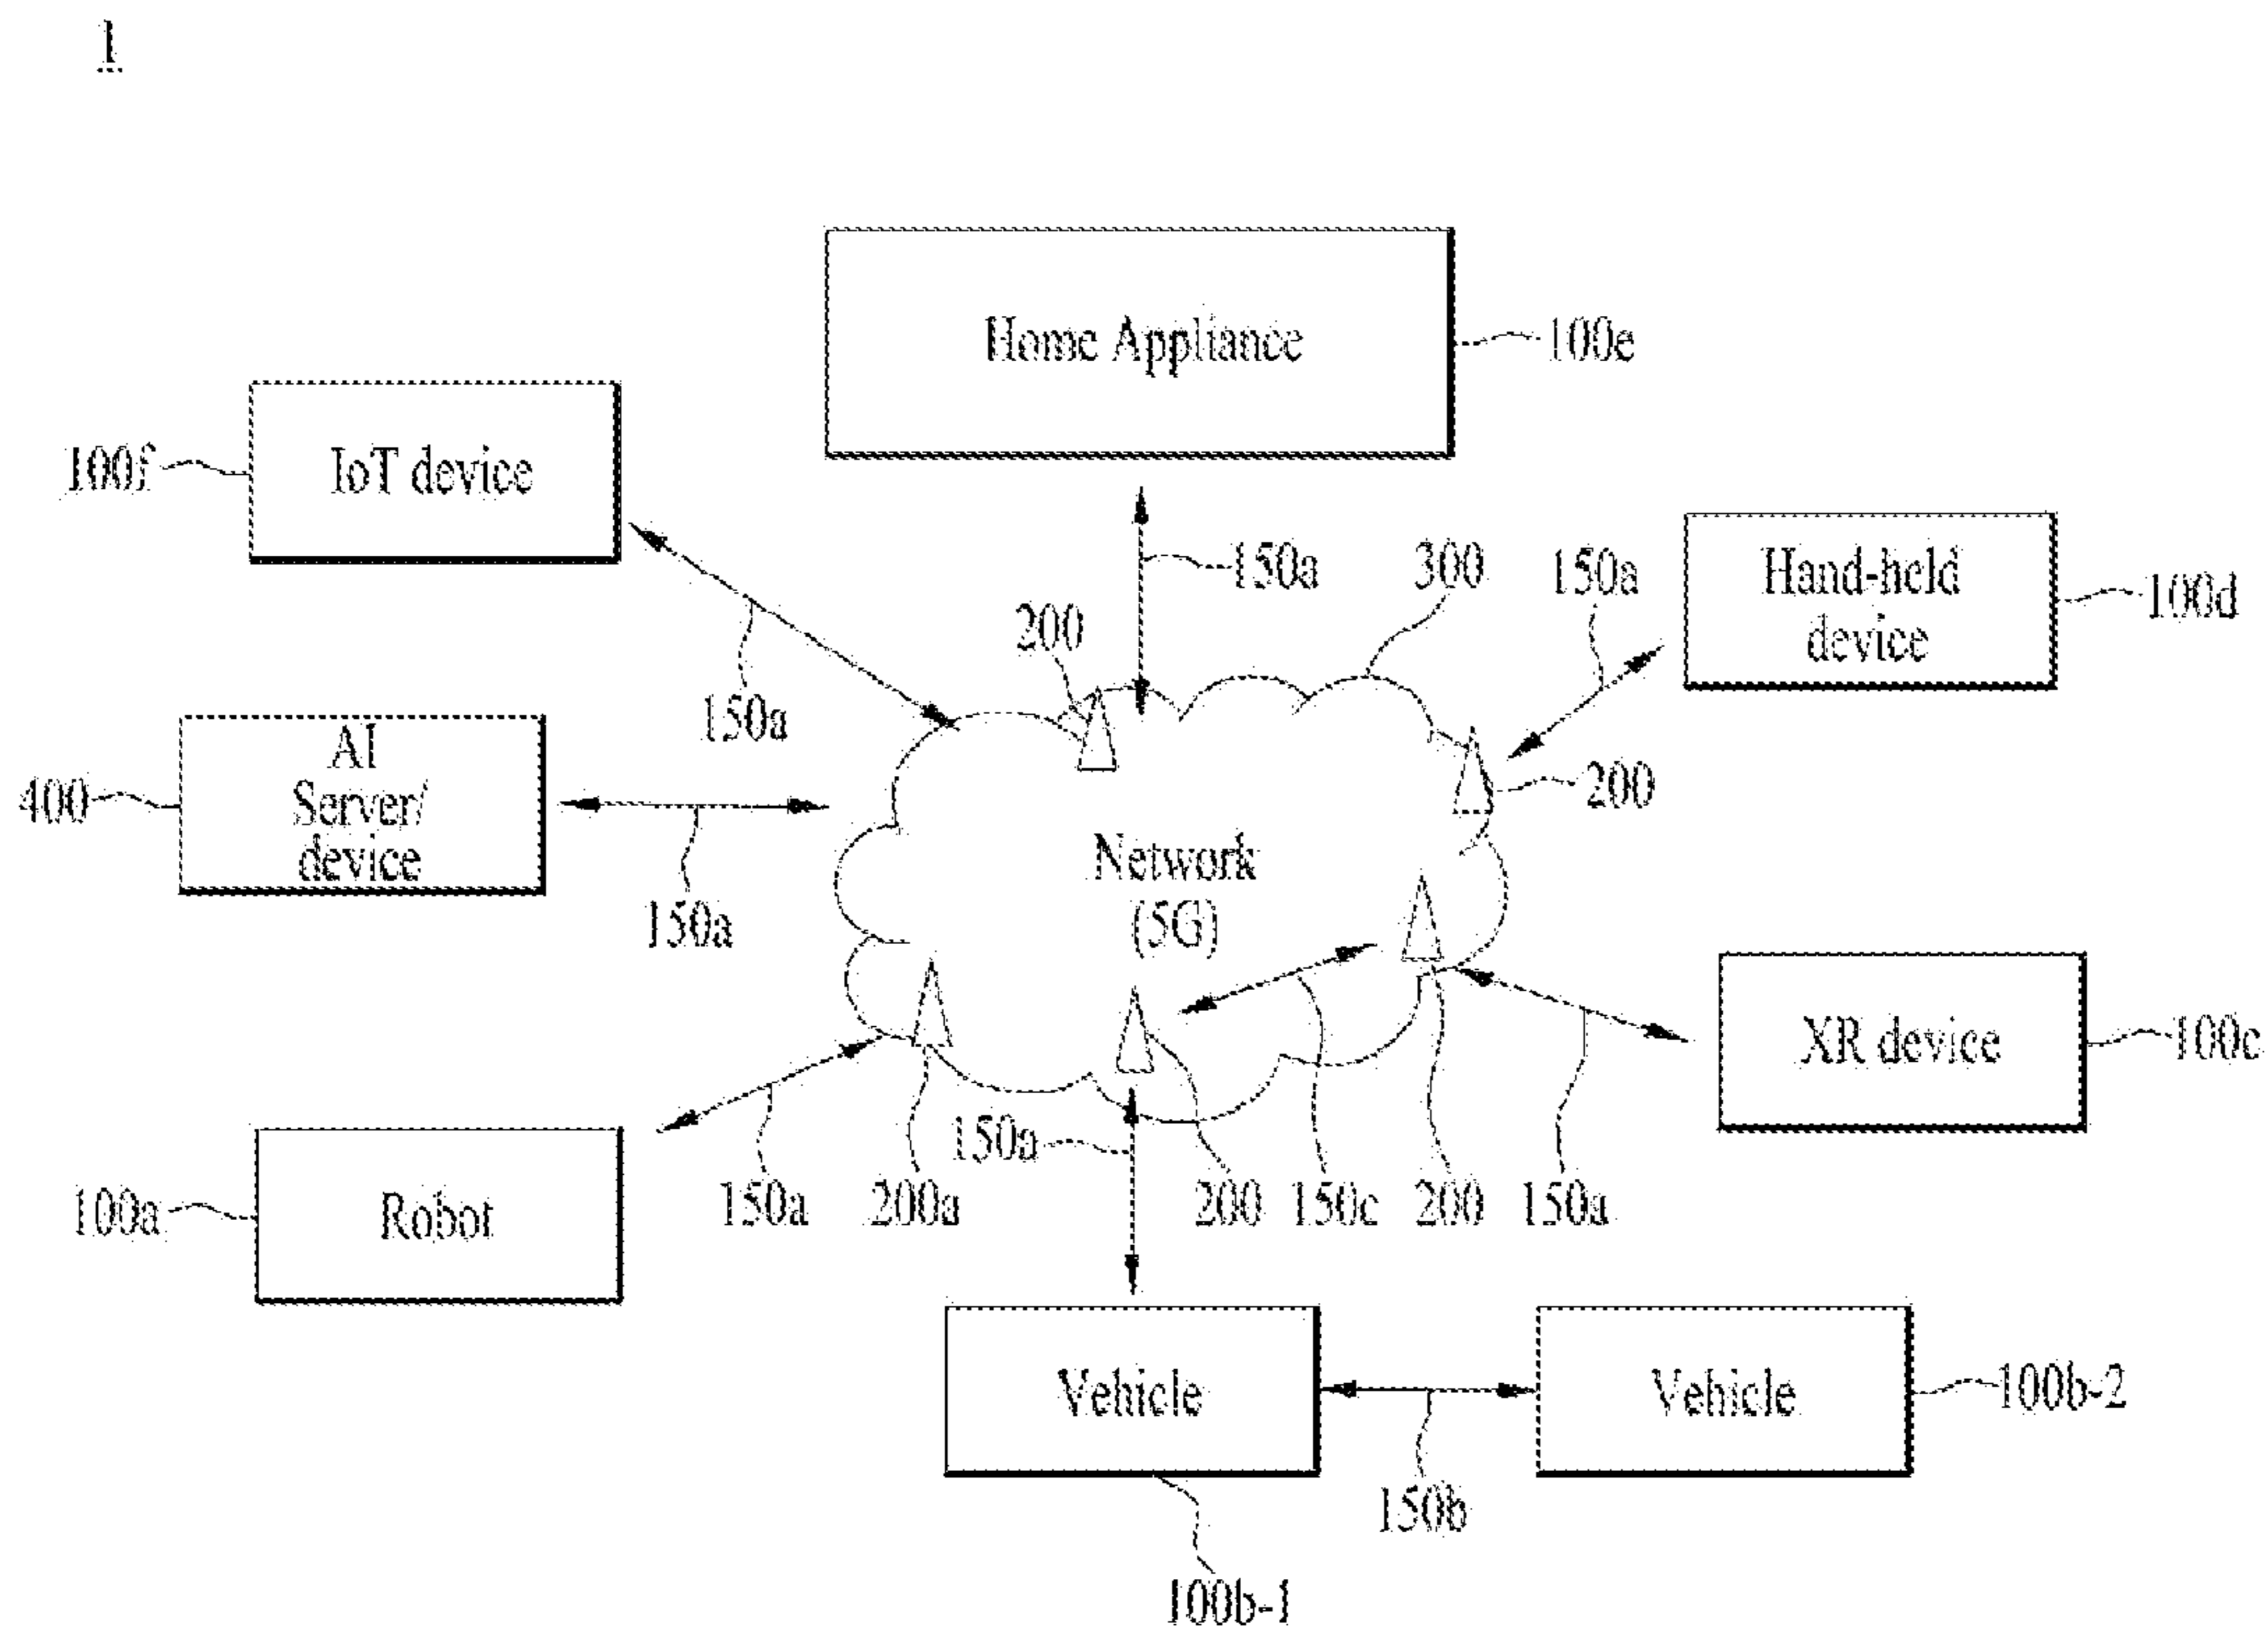 1
Home Appliance
100e
IoT device
100f
150a
300
150a
Hand-held
device
100d
200
150a
AI
Server/
device
400
200
Network
(5G)
150a
XR device
100c
150a
Robot
100a
150a
200a
200
150c
200
150a
Vehicle
Vehicle
100b-2
150b
100b-1